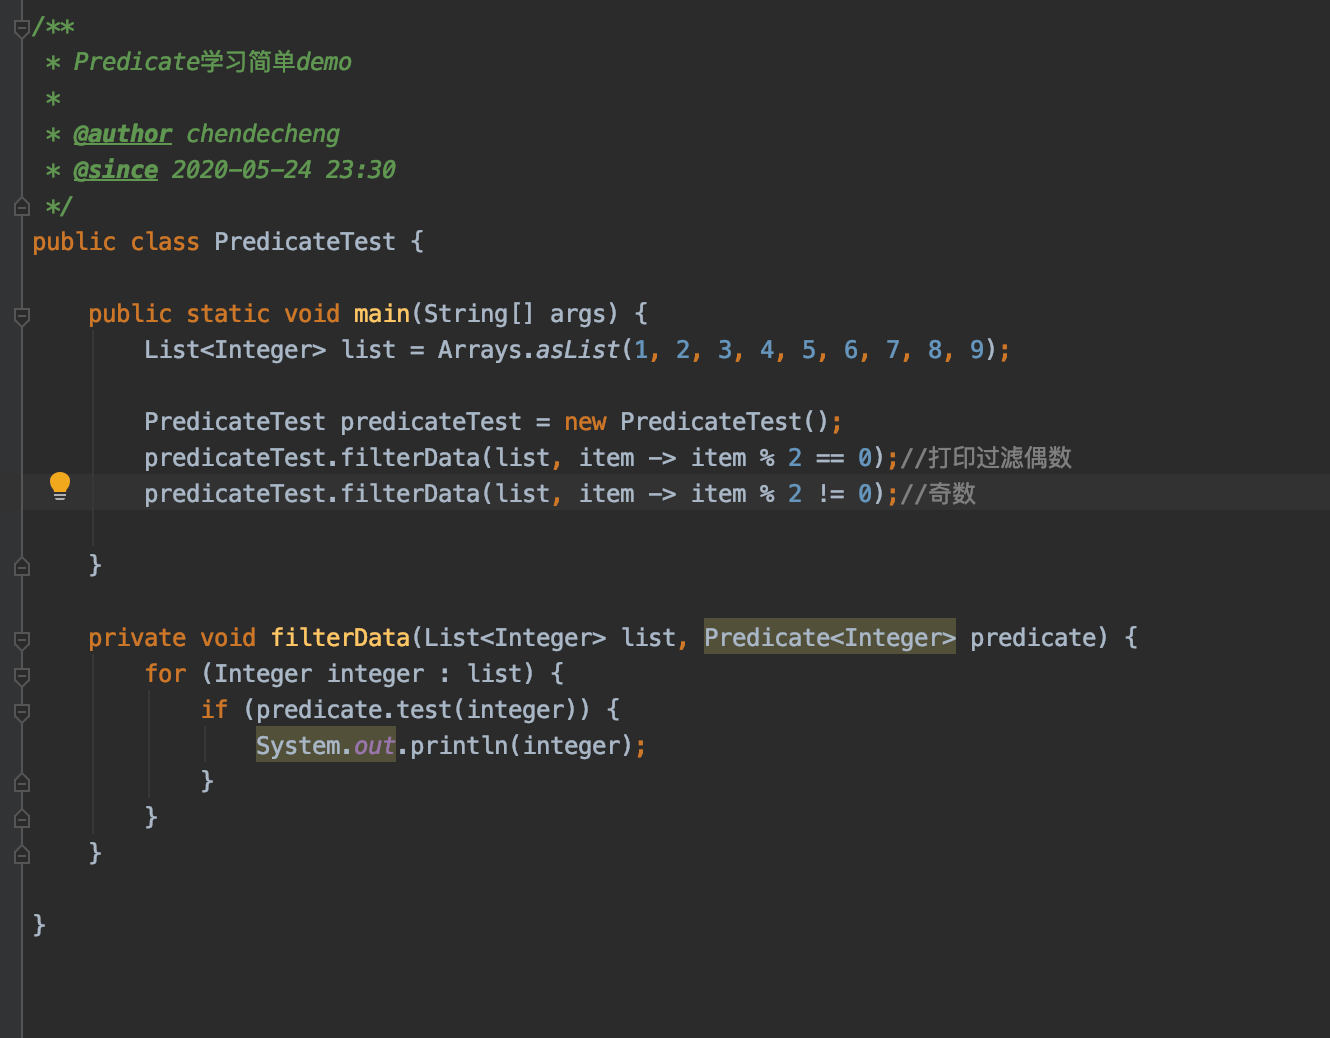 /**
 * Predicate学习简单demo
 *
 * @author chendecheng
 * @since 2020-05-24 23:30
 */
public class PredicateTest {
    public static void main(String[] args) {
        List<Integer> list = Arrays.asList(1, 2, 3, 4, 5, 6, 7, 8, 9);
        PredicateTest predicateTest = new PredicateTest();
        predicateTest.filterData(list, item -> item % 2 == 0);//打印过滤偶数
        predicateTest.filterData(list, item -> item % 2 != 0);//奇数
    }
    private void filterData(List<Integer> list, Predicate<Integer> predicate) {
        for (Integer integer : list) {
            if (predicate.test(integer)) {
                System.out.println(integer);
            }
        }
    }
}